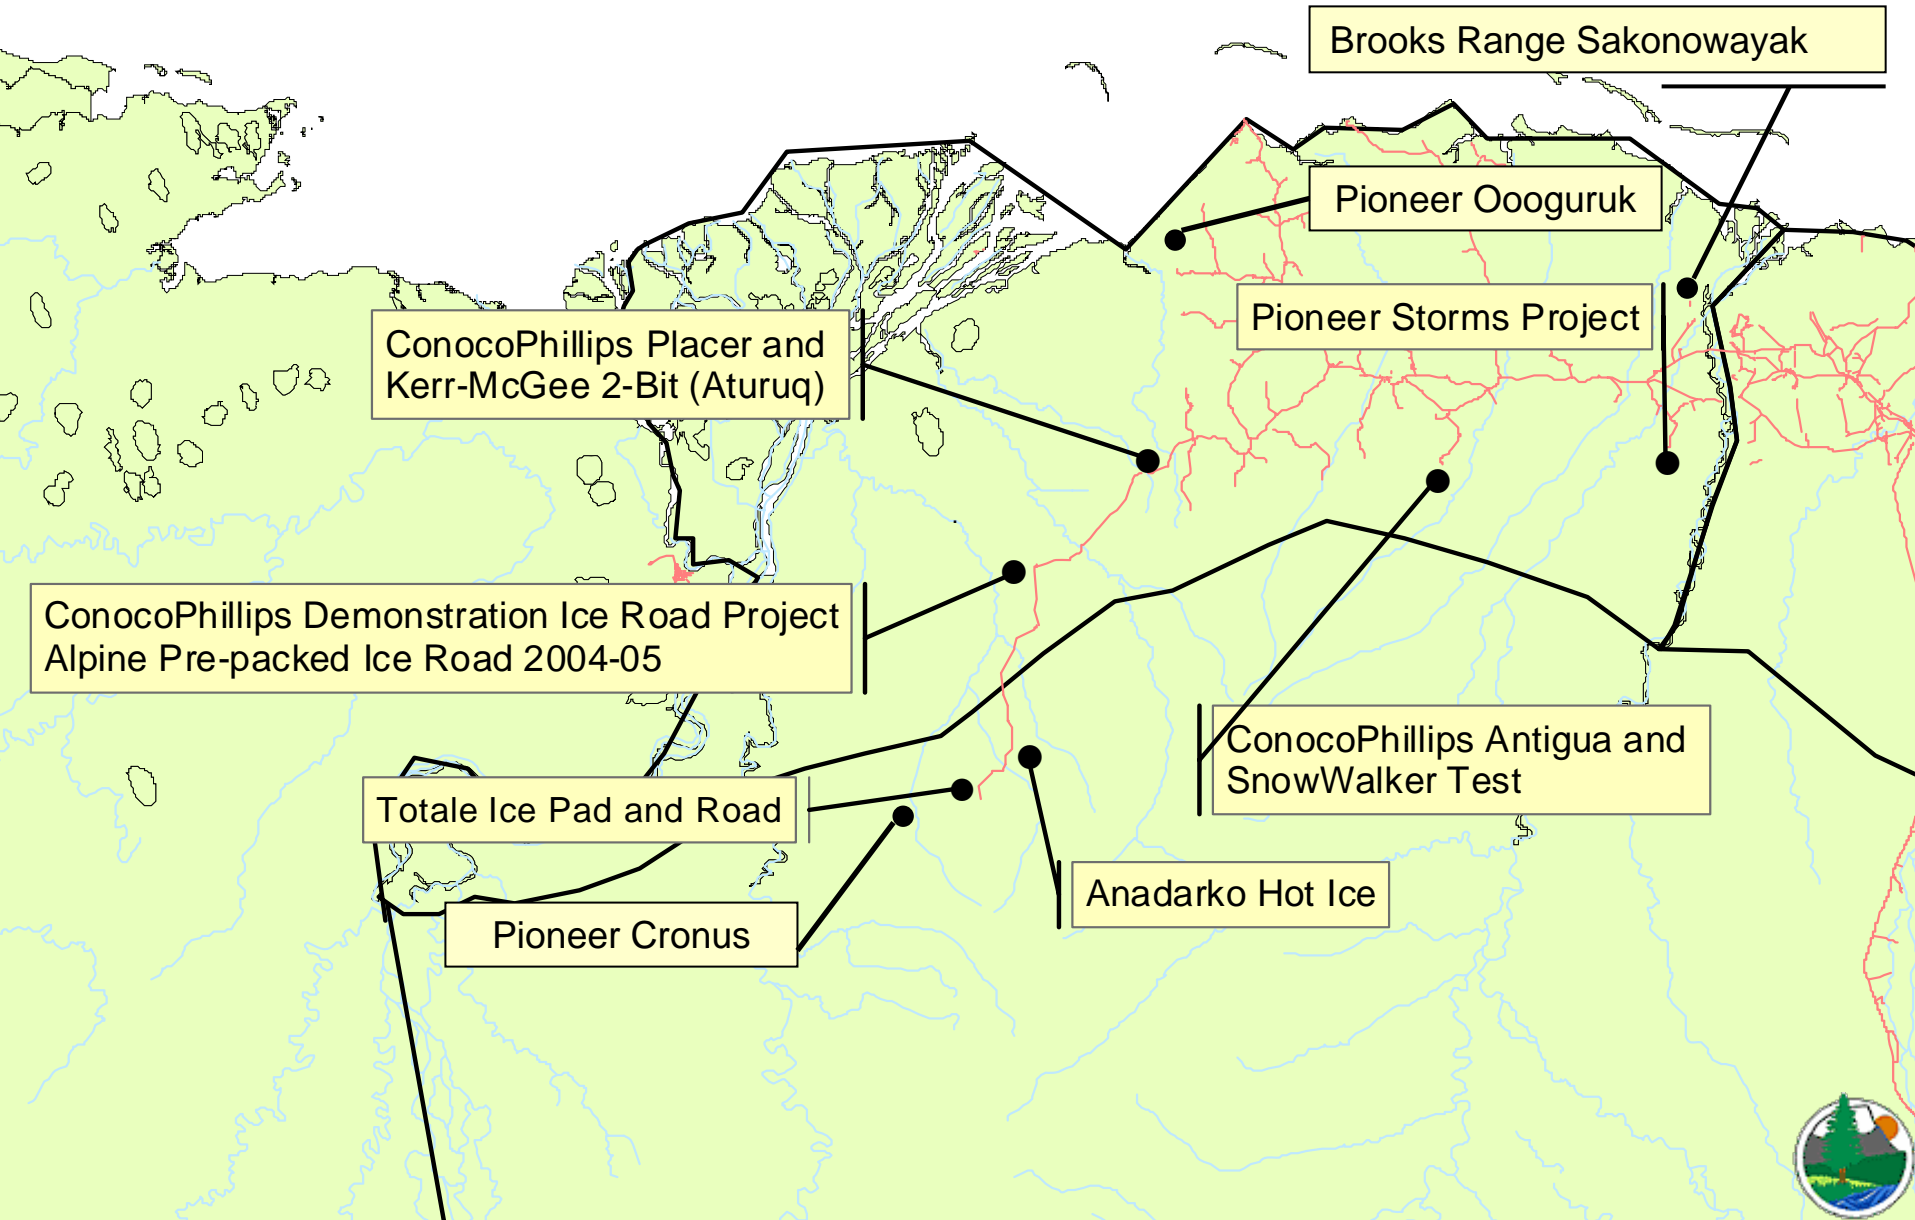 Brooks Range Sakonowayak
Pioneer Oooguruk
Pioneer Storms Project
ConocoPhillips Placer and
Kerr-McGee 2-Bit (Aturuq)
ConocoPhillips Demonstration Ice Road Project
Alpine Pre-packed Ice Road 2004-05
ConocoPhillips Antigua and
SnowWalker Test
Totale Ice Pad and Road
Anadarko Hot Ice
Pioneer Cronus